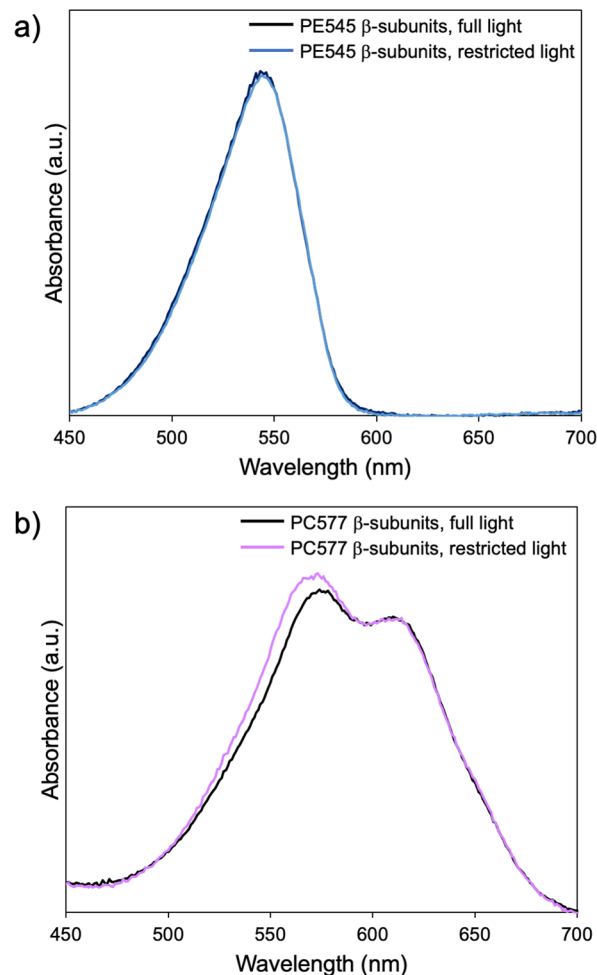 a)
PE545 β-subunits, full light
PE545 β-subunits, restricted light
Absorbance (a.u.)
450 500 550 600 650 700
Wavelength (nm)
b)
PC577 β-subunits, full light
PC577 β-subunits, restricted light
Absorbance (a.u.)
450 500 550 600 650 700
Wavelength (nm)